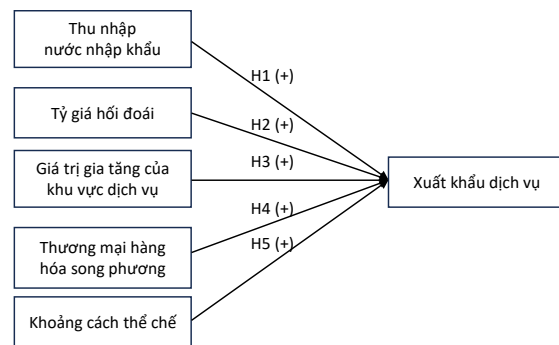 Thu nhập
nước nhập khẩu
H1 (+)
Tỷ giá hối đoái
H2 (+)
Giá trị gia tăng của
khu vực dịch vụ
H3 (+)
Xuất khẩu dịch vụ
H4 (+)
Thương mại hàng
hóa song phương
H5 (+)
Khoảng cách thể chế